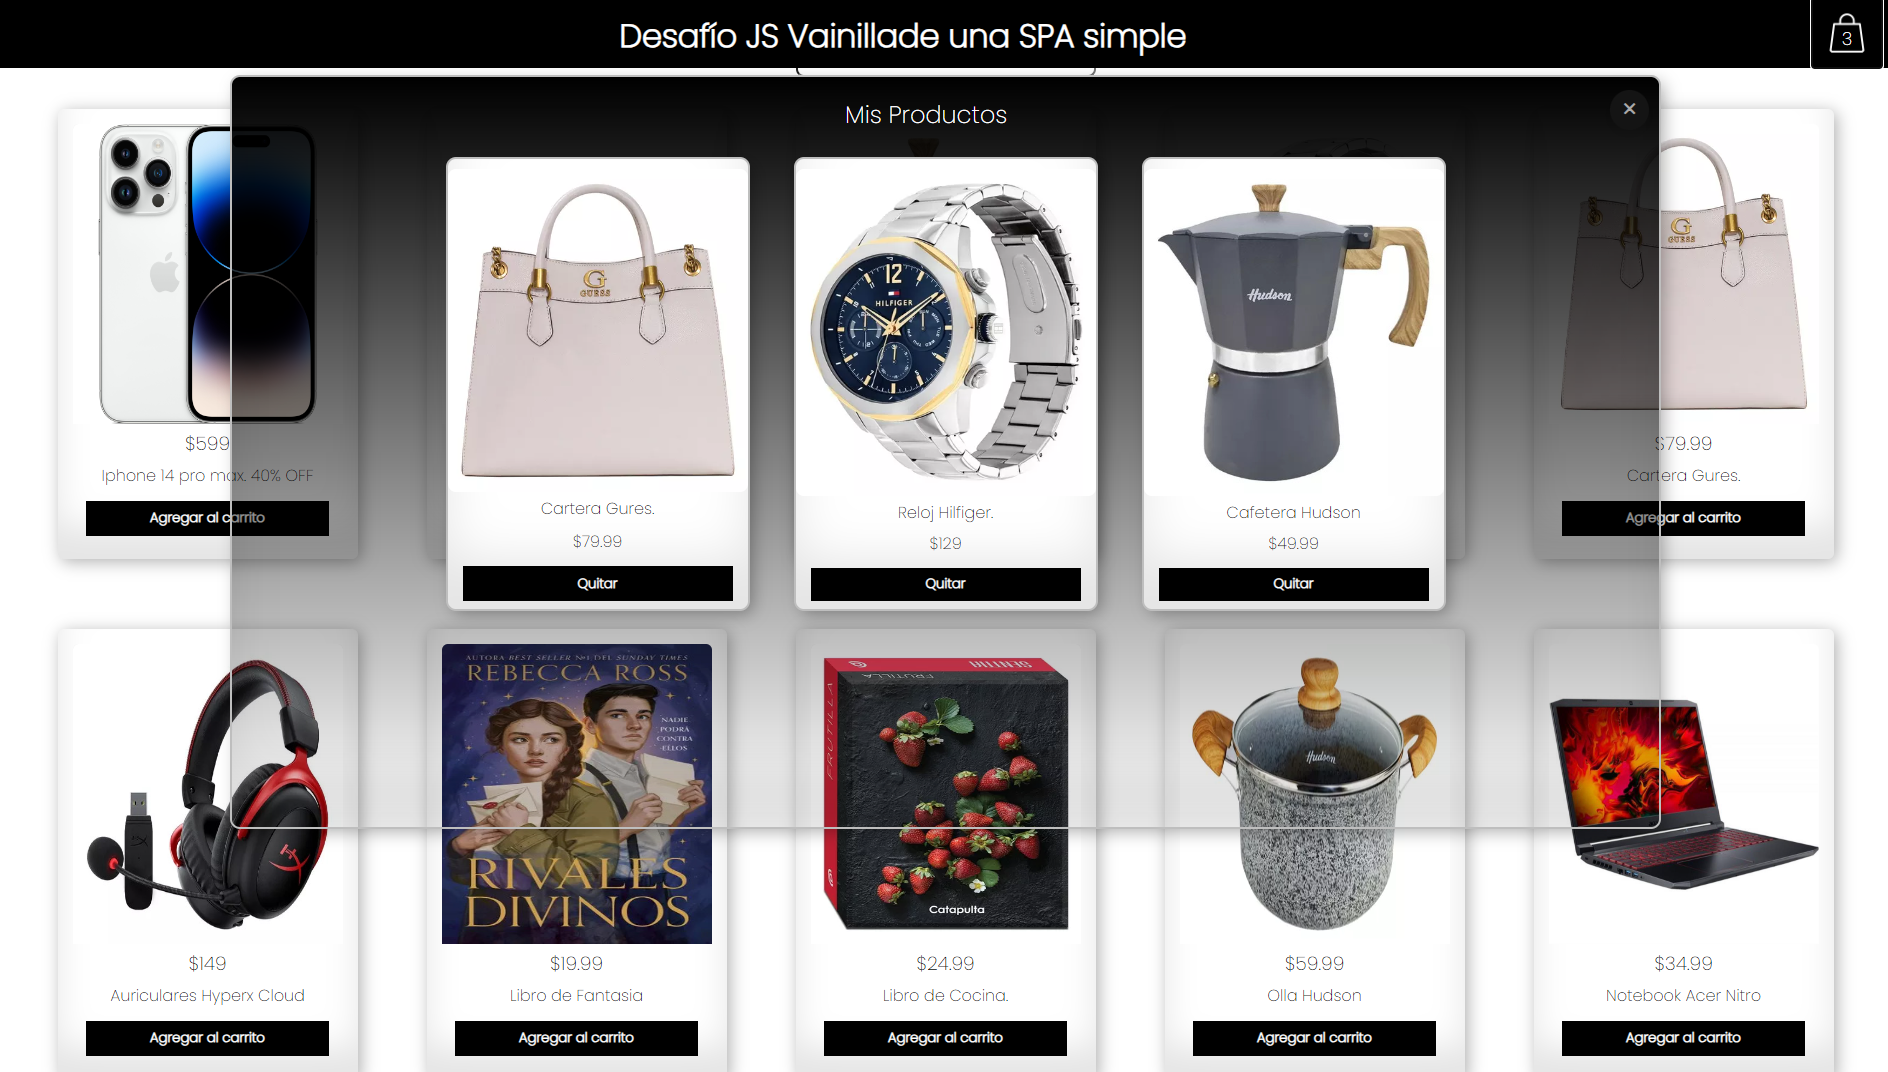 Desafío JS Vainillade una SPA simple
3
Mis Productos
×
GUESS
Cartera Gures.
$79.99
Quitar
HILFIGER
12
Reloj Hilfiger.
$129
Quitar
Hudson
Cafetera Hudson
$49.99
Quitar
$599
Iphone 14 pro max. 40% OFF
Agregar al carrito
G
GUESS
$79.99
Cartera Gures.
Agregar al carrito
$149
Auriculares Hyperx Cloud
Agregar al carrito
AUTORA BEST SELLER Nº1 DEL SUNDAY TIMES
REBECCA ROSS
NADIE
PODRÁ
CONTRA
ELLOS
RIVALES
DIVINOS
$19.99
Libro de Fantasia
Agregar al carrito
FRUTILLA
FRUTILLA
Catapulta
$24.99
Libro de Cocina.
Agregar al carrito
Hudson
$59.99
Olla Hudson
Agregar al carrito
$34.99
Notebook Acer Nitro
Agregar al carrito